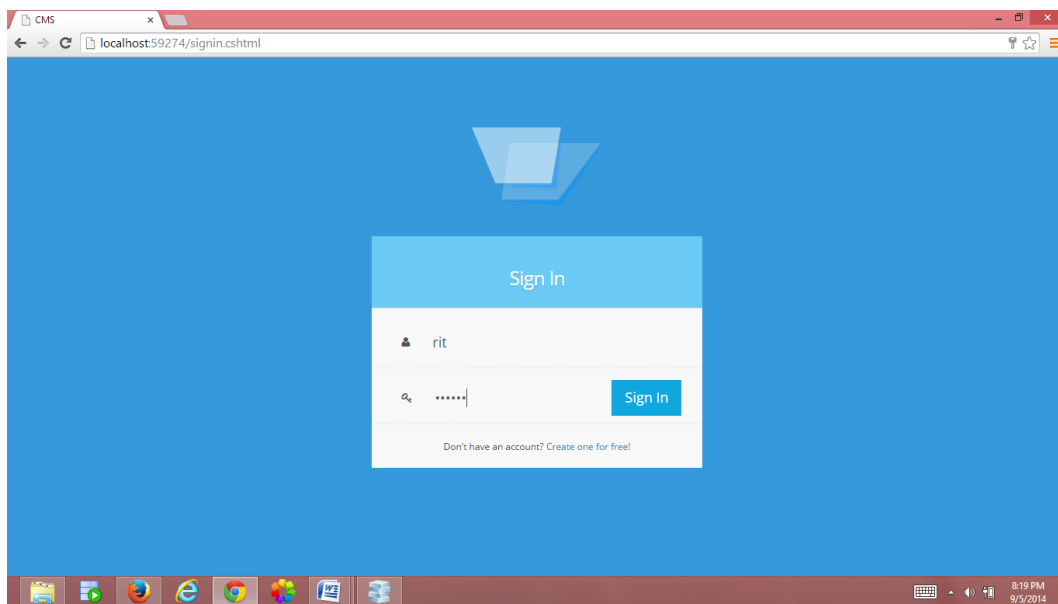 CMS
localhost:59274/signin.cshtml
Sign In
rit
••••••
Sign In
Don't have an account? Create one for free!
8:19 PM
9/5/2014